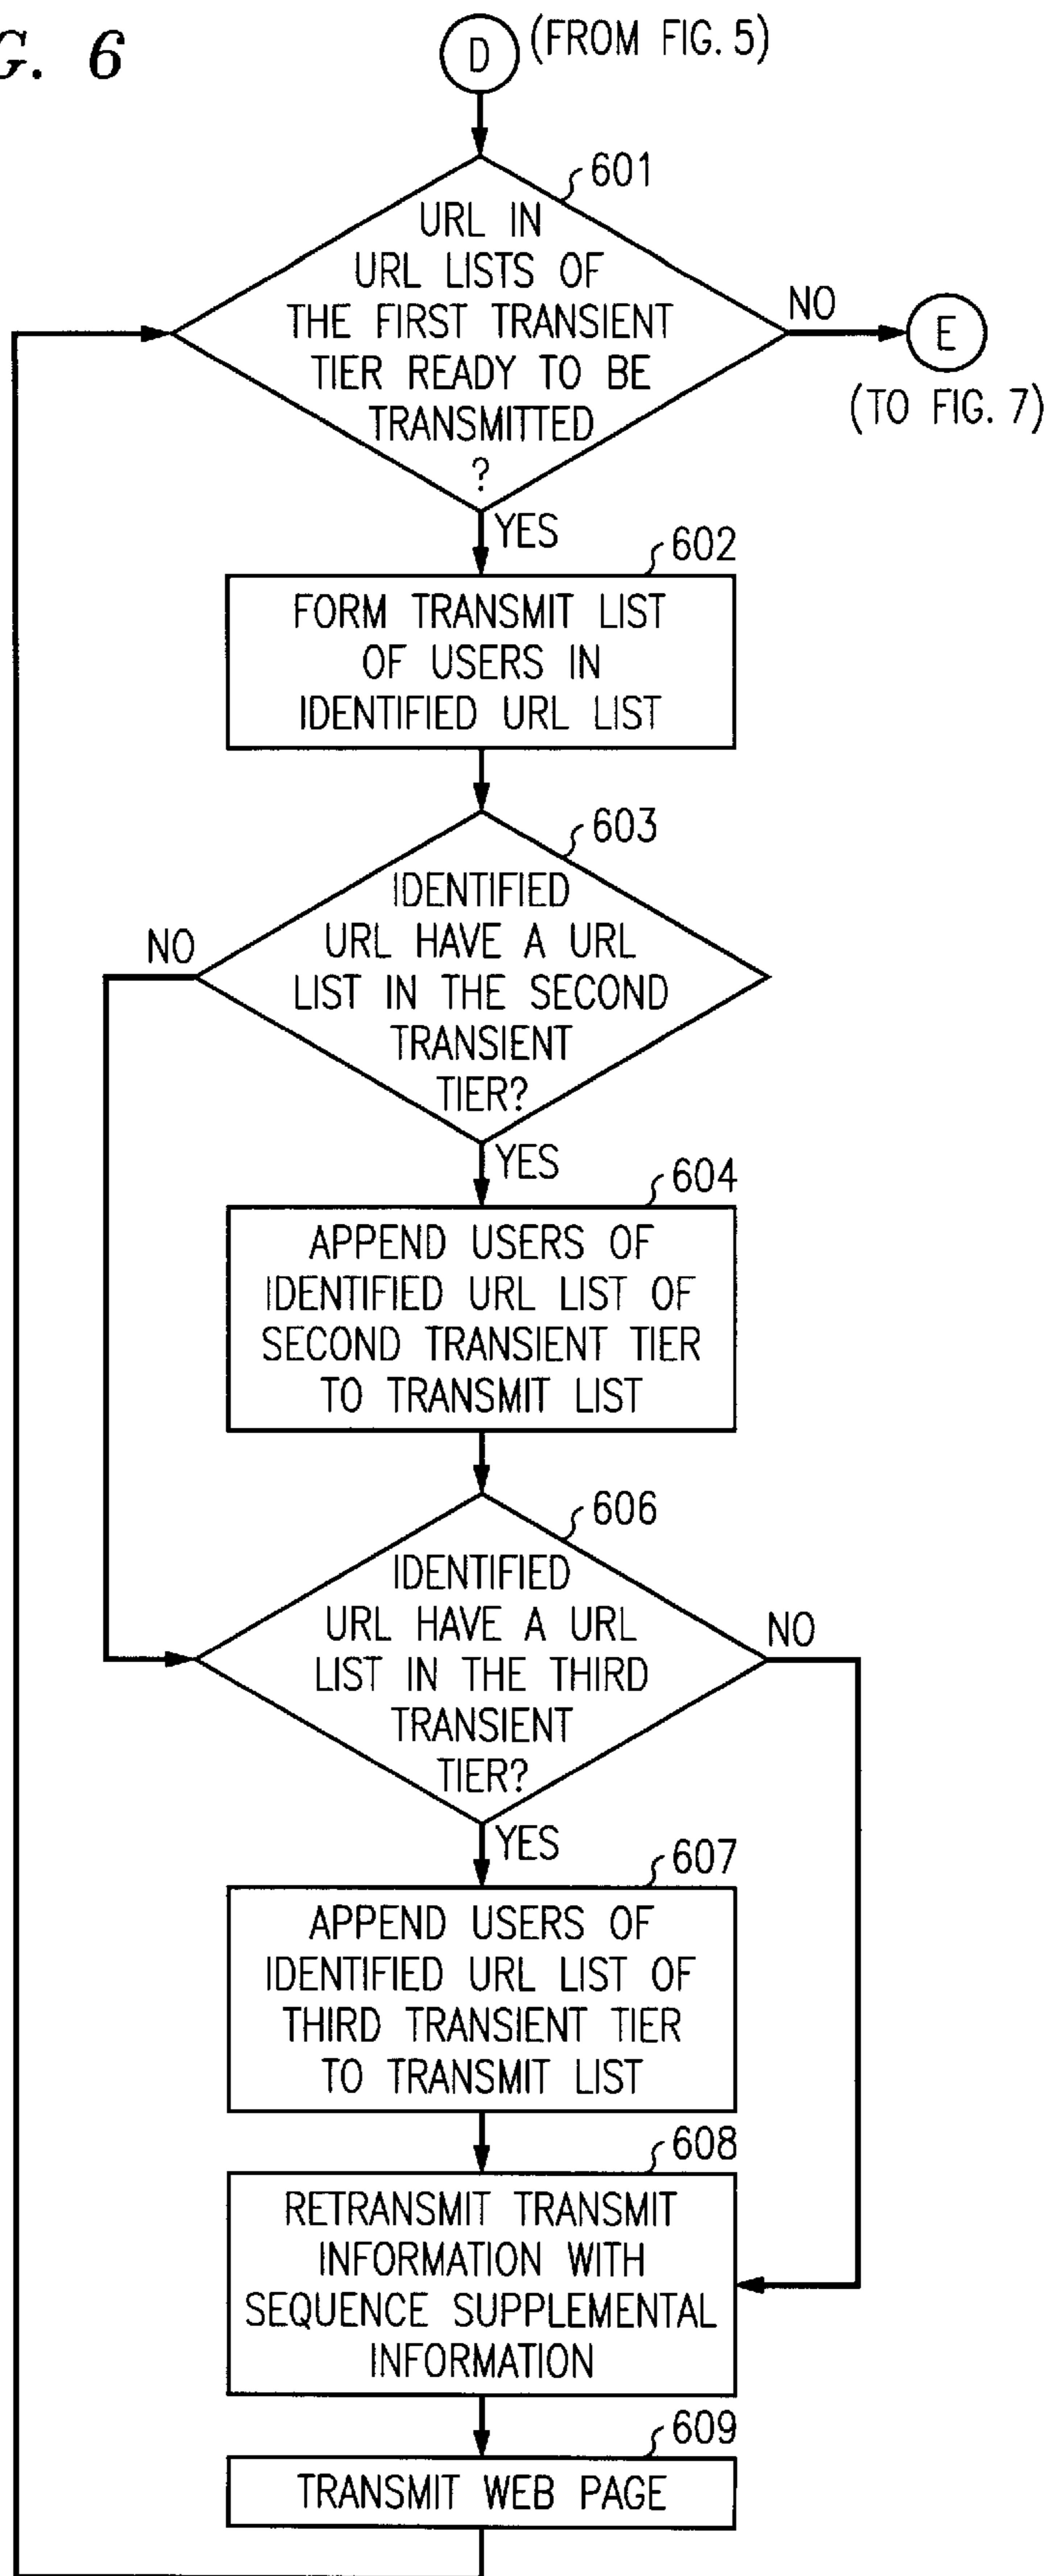 G. 6
D (FROM FIG. 5)
601
URL IN
URL LISTS OF
THE FIRST TRANSIENT
TIER READY TO BE
TRANSMITTED
?
NO
E
(TO FIG. 7)
YES
602
FORM TRANSMIT LIST
OF USERS IN
IDENTIFIED URL LIST
603
IDENTIFIED
URL HAVE A URL
LIST IN THE SECOND
TRANSIENT
TIER?
NO
YES
604
APPEND USERS OF
IDENTIFIED URL LIST OF
SECOND TRANSIENT TIER
TO TRANSMIT LIST
606
IDENTIFIED
URL HAVE A URL
LIST IN THE THIRD
TRANSIENT
TIER?
NO
YES
607
APPEND USERS OF
IDENTIFIED URL LIST OF
THIRD TRANSIENT TIER
TO TRANSMIT LIST
608
RETRANSMIT TRANSMIT
INFORMATION WITH
SEQUENCE SUPPLEMENTAL
INFORMATION
609
TRANSMIT WEB PAGE